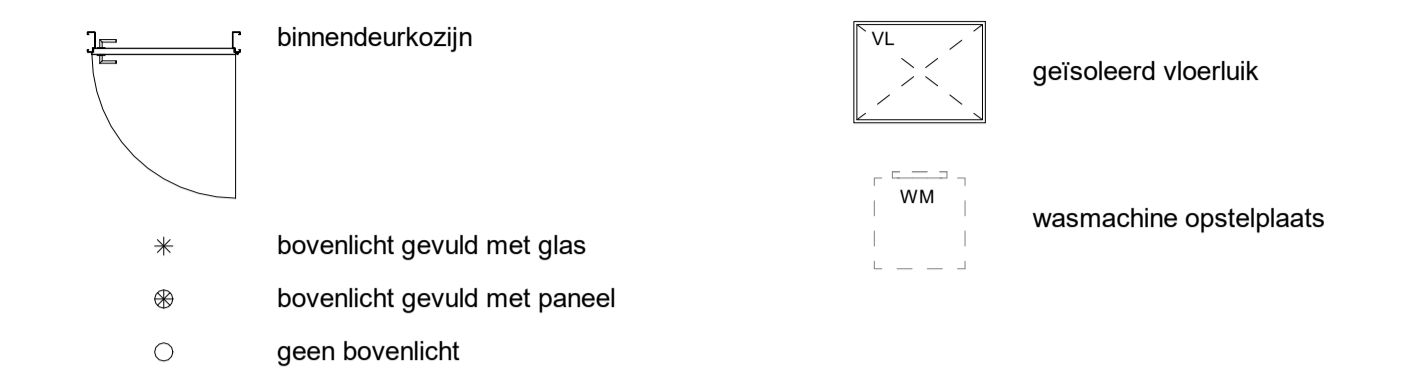 binnendeurkozijn
bovenlicht gevuld met glas
bovenlicht gevuld met paneel
geen bovenlicht
VL
geïsoleerd vloerluik
WM
wasmachine opstelplaats